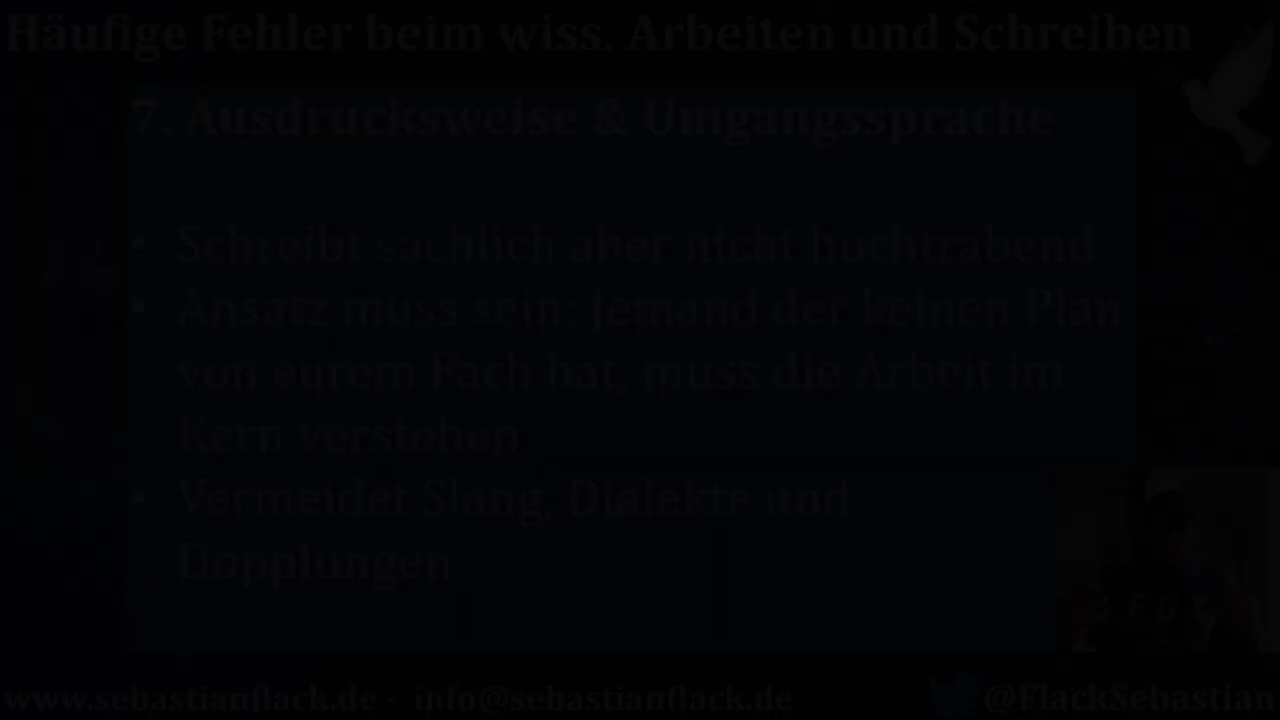 Häufige Fehler beim wiss. Arbeiten und Schreiben
7. Ausdrucksweise & Umgangssprache
• Schreibt sachlich aber nicht hochtrabend
• Ansatz muss sein: Jemand der keinen Plan
von eurem Fach hat, muss die Arbeit im
Kern verstehen
• Vermeidet Slang, Dialekte und
Dopplungen
www.sebastianflack.de - info@sebastianflack.de
@FlackSebastian